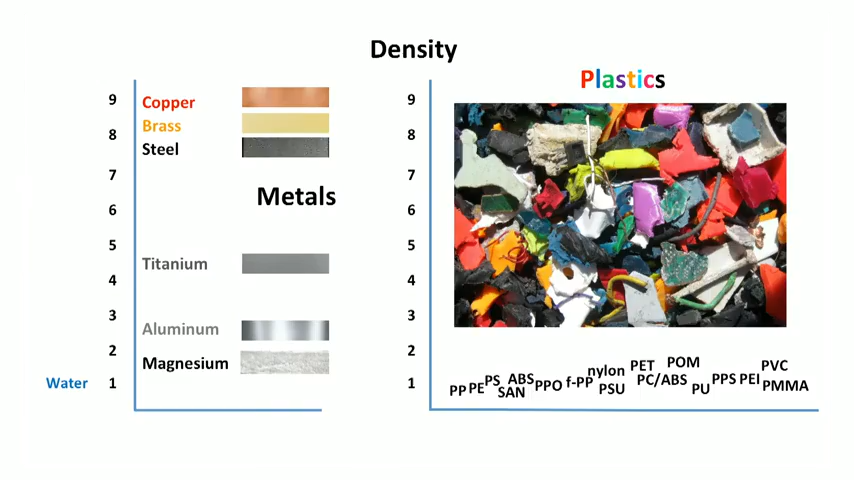 Density
9
Copper
Brass
8
Steel
7
Metals
6
5
Titanium
4
3
Aluminum
2
Magnesium
Water 1
Plastics
9
8
7
6
5
4
3
2
1
PP PE PS SAN ABS PPO f-PP nylon PSU PET PC/ABS POM PU PPS PEI PVC PMMA